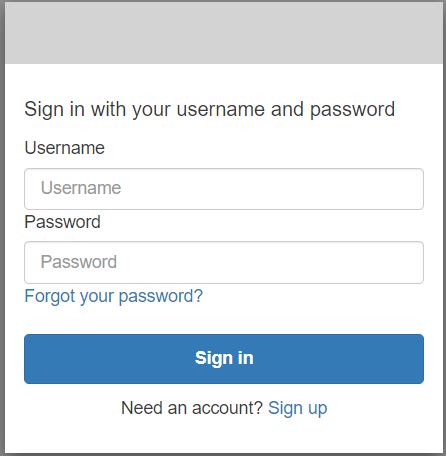 Sign in with your username and password
Username
Username
Password
Password
Forgot your password?
Sign in
Need an account? Sign up